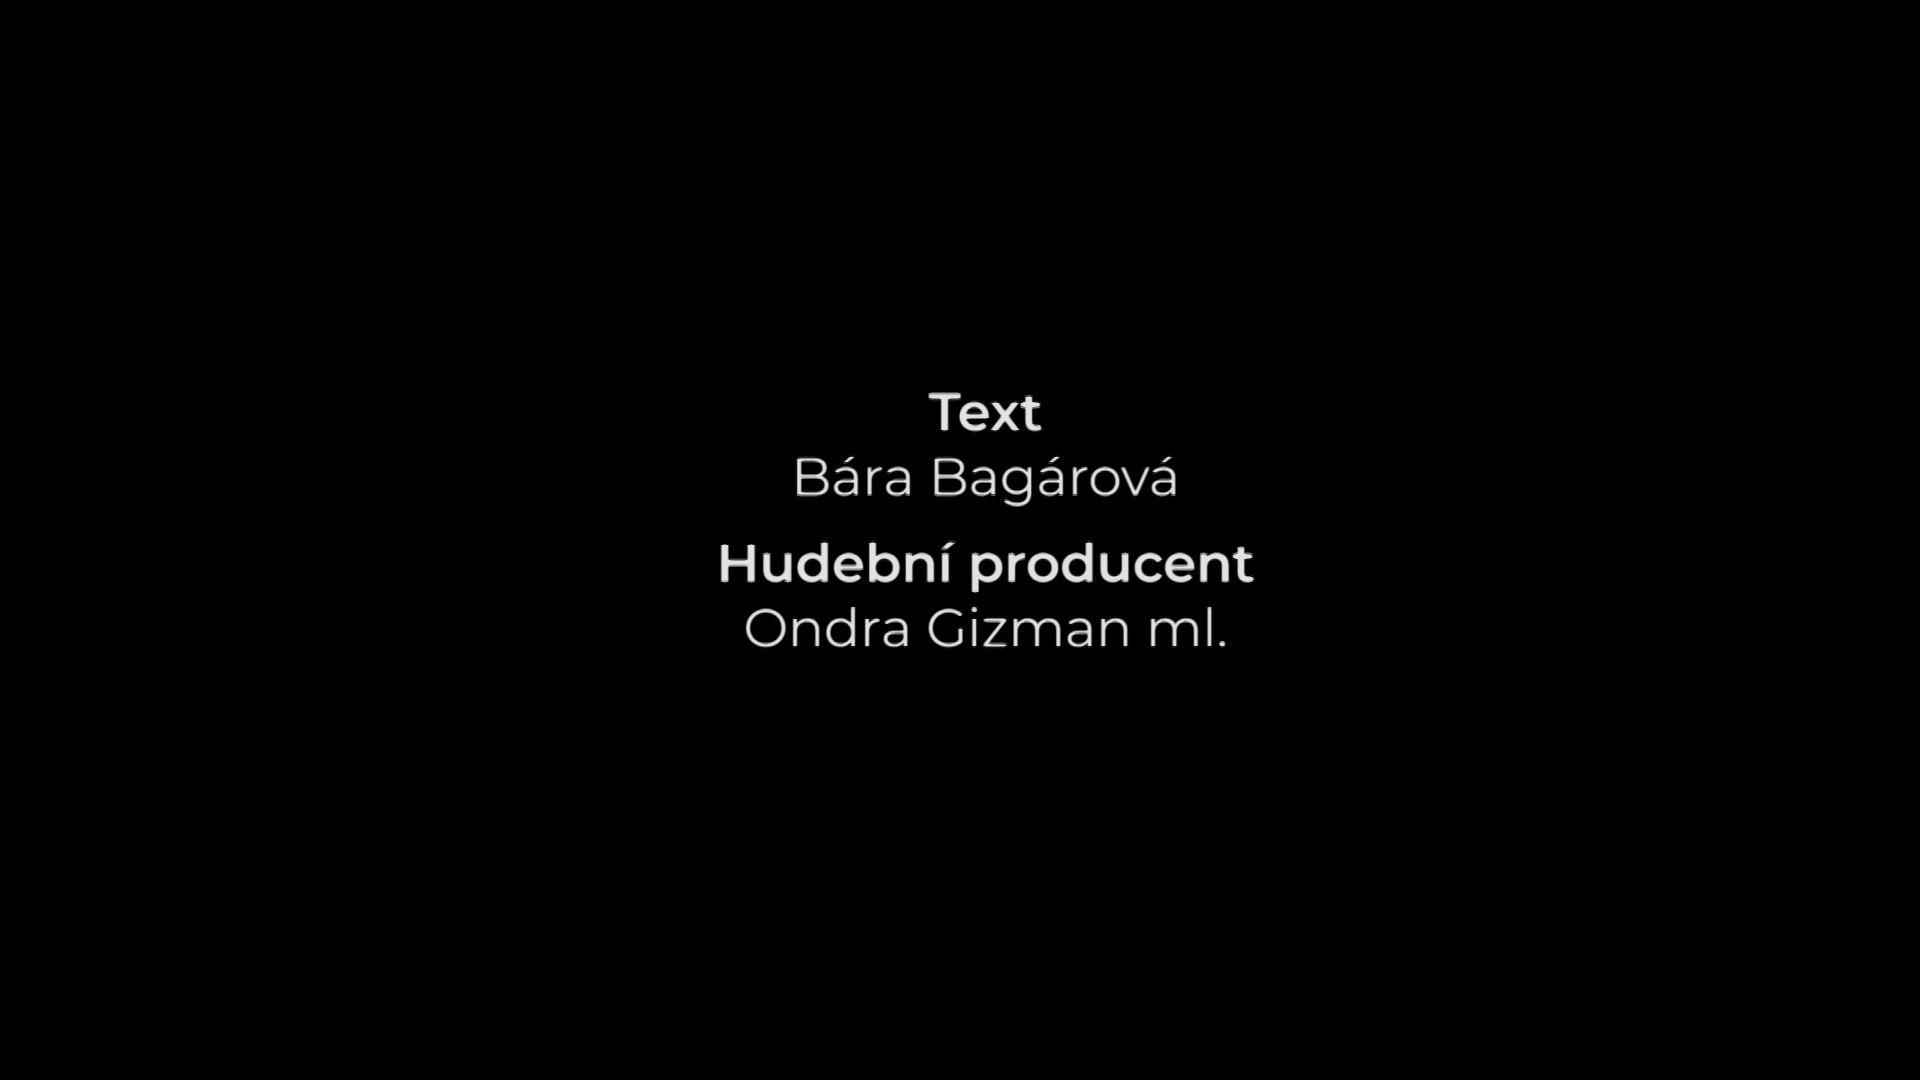 Text
Bára Bagárová
Hudební producent
Ondra Gizman ml.